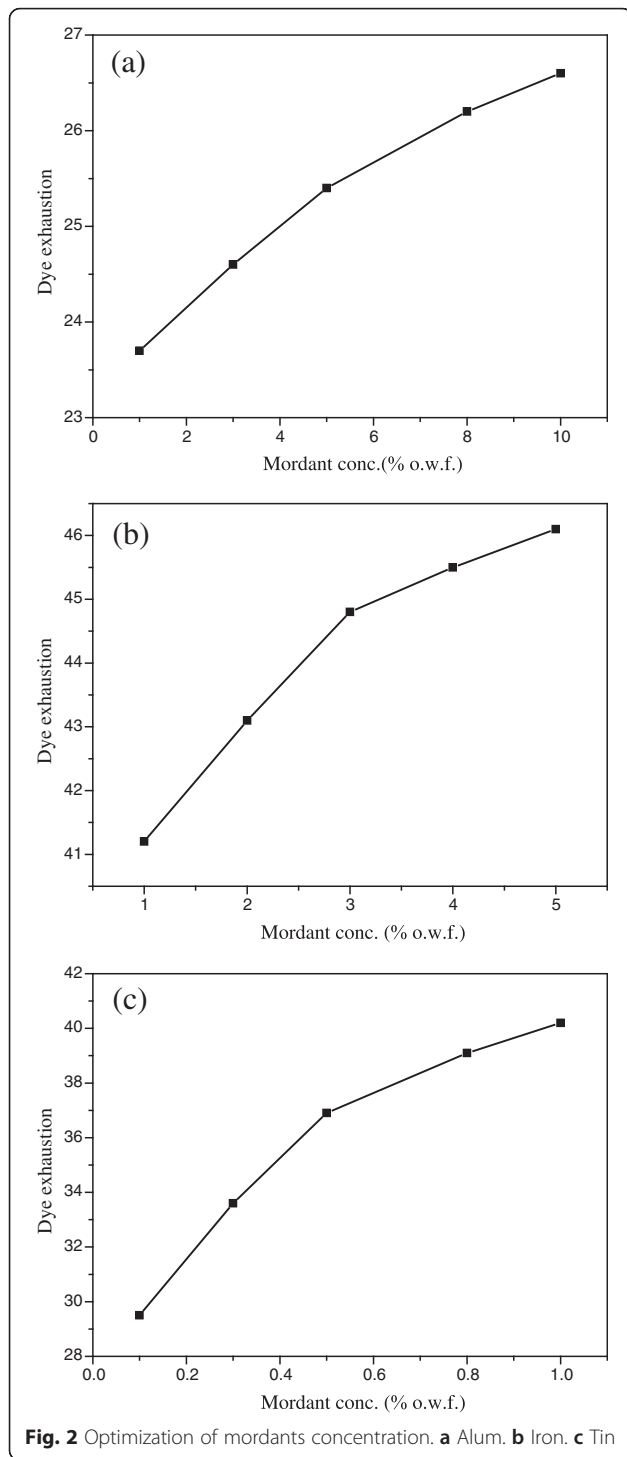 (a)
27
26
25
24
23
Dye exhaustion
0 2 4 6 8 10
Mordant conc.(% o.w.f.)
(b)
46
45
44
43
42
41
Dye exhaustion
1 2 3 4 5
Mordant conc. (% o.w.f.)
(c)
42
40
38
36
34
32
30
28
Dye exhaustion
0.0 0.2 0.4 0.6 0.8 1.0
Mordant conc. (% o.w.f.)
Fig. 2 Optimization of mordants concentration. a Alum. b Iron. c Tin